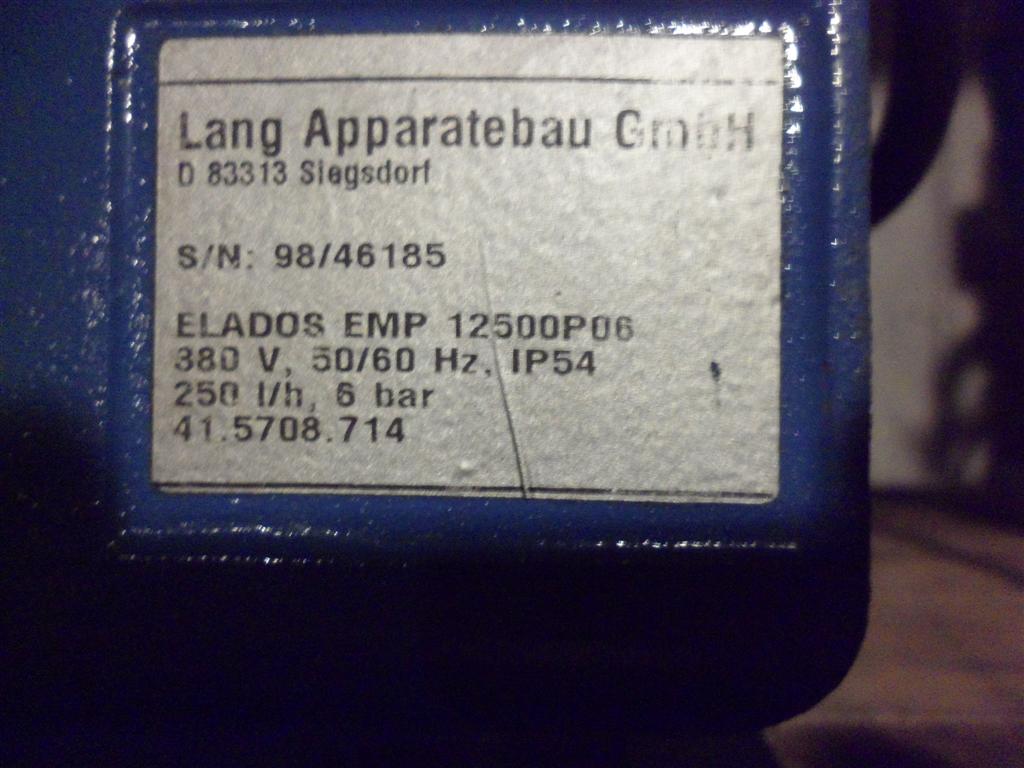 Lang Apparatebau GmbH
D 83313 Siegsdorf
S/N: 98/46185
ELADOS EMP 12500P06
380 V, 50/60 Hz, IP54
250 l/h, 6 bar
41.5708.714